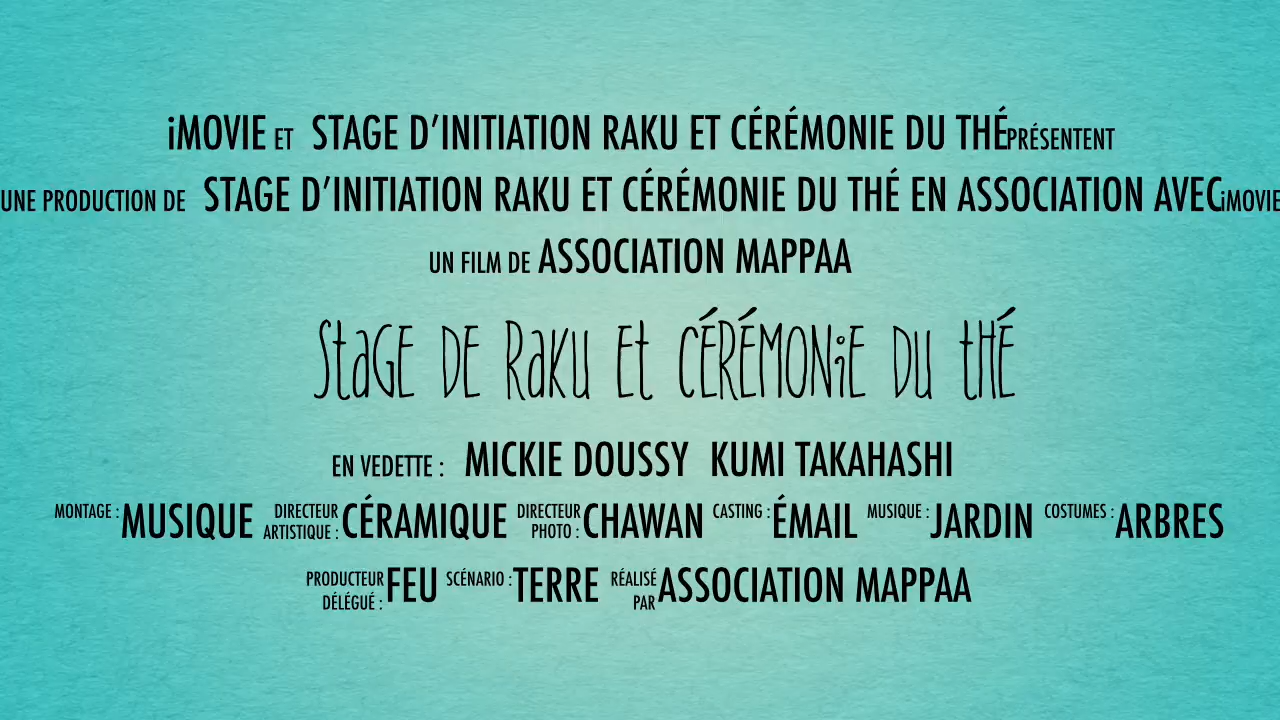 iMOVIE ET STAGE D'INITIATION RAKU ET CÉRÉMONIE DU THÉ PRÉSENTENT
UNE PRODUCTION DE STAGE D'INITIATION RAKU ET CÉRÉMONIE DU THÉ EN ASSOCIATION AVEC iMOVIE
UN FILM DE ASSOCIATION MAPPAA
STAGE DE RAKU ET CÉRÉMONIE DU THÉ
EN VEDETTE : MICKIE DOUSSY KUMI TAKAHASHI
MONTAGE : MUSIQUE DIRECTEUR ARTISTIQUE : CÉRAMIQUE DIRECTEUR PHOTO : CHAWAN CASTING : ÉMAIL MUSIQUE : JARDIN COSTUMES : ARBRES
PRODUCTEUR DÉLÉGUÉ : FEU SCÉNARIO : TERRE RÉALISÉ PAR ASSOCIATION MAPPAA